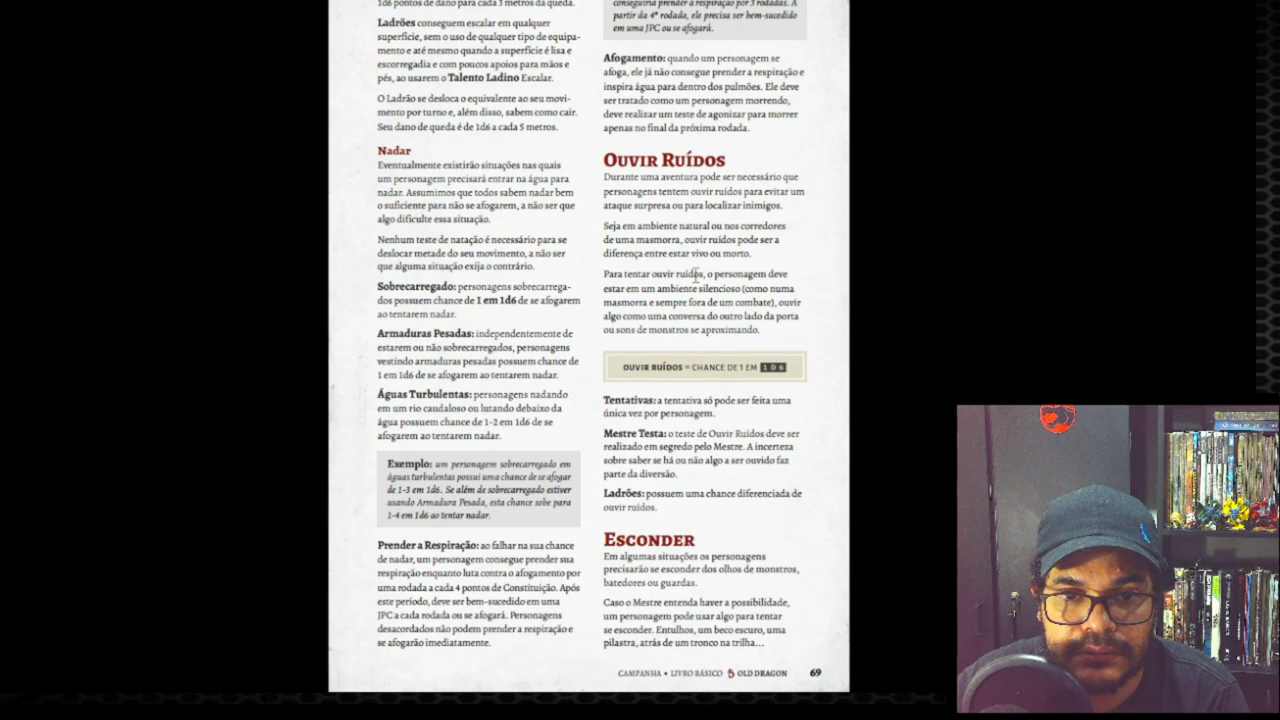 1d6 pontos de dano para cada 3 metros da queda.
Ladrões conseguem escalar em qualquer
superfície, sem o uso de qualquer tipo de equipa-
mento e até mesmo quando a superfície é lisa e
escorregadia e com poucos apoios para mãos e
pés, ao usarem o Talento Ladino Escalar.
O Ladrão se desloca o equivalente ao seu movi-
mento por turno e, além disso, sabem como cair.
Seu dano de queda é de 1d6 a cada 5 metros.
Nadar
Eventualmente existirão situações nas quais
um personagem precisará entrar na água para
nadar. Assumimos que todos sabem nadar bem
o suficiente para não se afogarem, a não ser que
algo dificulte essa situação.
Nenhum teste de natação é necessário para se
deslocar metade do seu movimento, a não ser
que alguma situação exija o contrário.
Sobrecarregado: personagens sobrecarrega-
dos possuem chance de 1 em 1d6 de se afogarem
ao tentarem nadar.
Armaduras Pesadas: independentemente de
estarem ou não sobrecarregados, personagens
vestindo armaduras pesadas possuem chance de
1 em 1d6 de se afogarem ao tentarem nadar.
Águas Turbulentas: personagens nadando
em um rio caudaloso ou lutando debaixo da
água possuem chance de 1-2 em 1d6 de se
afogarem ao tentarem nadar.
Exemplo: um personagem sobrecarregado em
águas turbulentas possui uma chance de se afogar
de 1-3 em 1d6. Se além de sobrecarregado estiver
usando Armadura Pesada, esta chance sobe para
1-4 em 1d6 ao tentar nadar.
Prender a Respiração: ao falhar na sua chance
de nadar, um personagem consegue prender sua
respiração enquanto luta contra o afogamento por
uma rodada a cada 4 pontos de Constituição. Após
este período, deve ser bem-sucedido em uma
JPC a cada rodada ou se afogará. Personagens
desacordados não podem prender a respiração e
se afogarão imediatamente.
conseguiria prender a respiração por 3 rodadas. A
partir da 4ª rodada, ele precisa ser bem-sucedido
em uma JPC ou se afogará.
Afogamento: quando um personagem se
afoga, ele já não consegue prender a respiração e
inspira água para dentro dos pulmões. Ele deve
ser tratado como um personagem morrendo,
deve realizar um teste de agonizar para morrer
apenas no final da próxima rodada.
Ouvir Ruídos
Durante uma aventura pode ser necessário que
personagens tentem ouvir ruídos para evitar um
ataque surpresa ou para localizar inimigos.
Seja em ambiente natural ou nos corredores
de uma masmorra, ouvir ruídos pode ser a
diferença entre estar vivo ou morto.
Para tentar ouvir ruídos, o personagem deve
estar em um ambiente silencioso (como numa
masmorra e sempre fora de um combate), ouvir
algo como uma conversa do outro lado da porta
ou sons de monstros se aproximando.
OUVIR RUÍDOS = CHANCE DE 1 EM 1D6
Tentativas: a tentativa só pode ser feita uma
única vez por personagem.
Mestre Testa: o teste de Ouvir Ruídos deve ser
realizado em segredo pelo Mestre. A incerteza
sobre saber se há ou não algo a ser ouvido faz
parte da diversão.
Ladrões: possuem uma chance diferenciada de
ouvir ruídos.
Esconder
Em algumas situações os personagens
precisarão se esconder dos olhos de monstros,
batedores ou guardas.
Caso o Mestre entenda haver a possibilidade,
um personagem pode usar algo para tentar
se esconder. Entulhos, um beco escuro, uma
pilastra, atrás de um tronco na trilha...
CAMPANHA • LIVRO BÁSICO OLD DRAGON 69